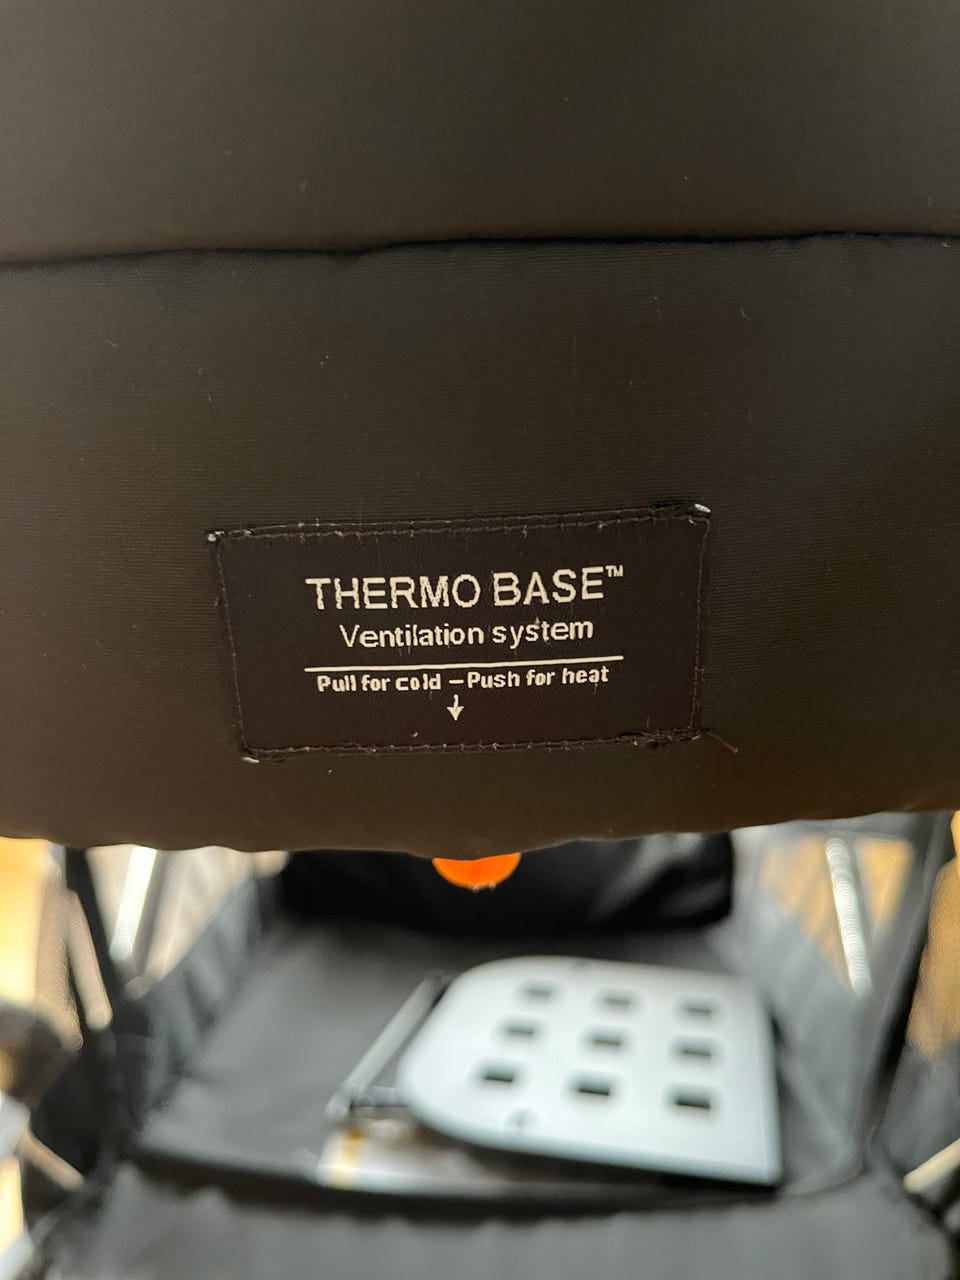 THERMO BASE™
Ventilation system
Pull for cold – Push for heat